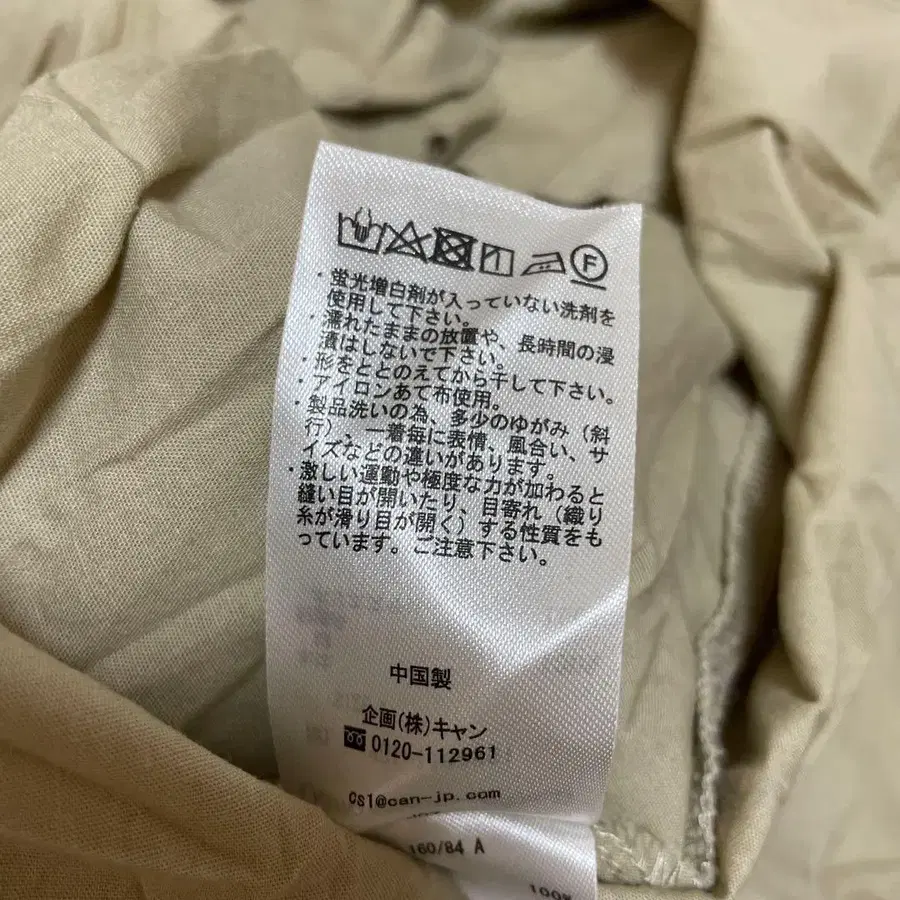 F
・蛍光増白剤が入っていない洗剤を
使用して下さい。
・濡れたままの放置や、長時間の浸
漬はしないで下さい。
・形をととのえてから干して下さい。
・アイロンあて布使用。
・製品洗いの為、多少のゆがみ（斜
行）、一着毎に表情、風合い、サ
イズなどの違いがあります。
・激しい運動や極度な力が加わると
縫い目が開いたり、目寄れ（織り
糸が滑り目が開く）する性質をも
っています。ご注意下さい。
中国製
企画(株)キャン
0120-112961
cs1@can-jp.com
160/84 A
100%